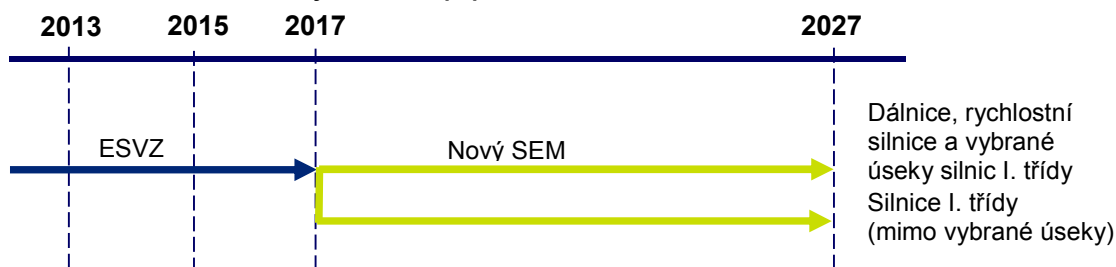 2013 2015 2017 2027
ESVZ
Nový SEM
Dálnice, rychlostní
silnice a vybrané
úseky silnic I. třídy
Silnice I. třídy
(mimo vybrané úseky)